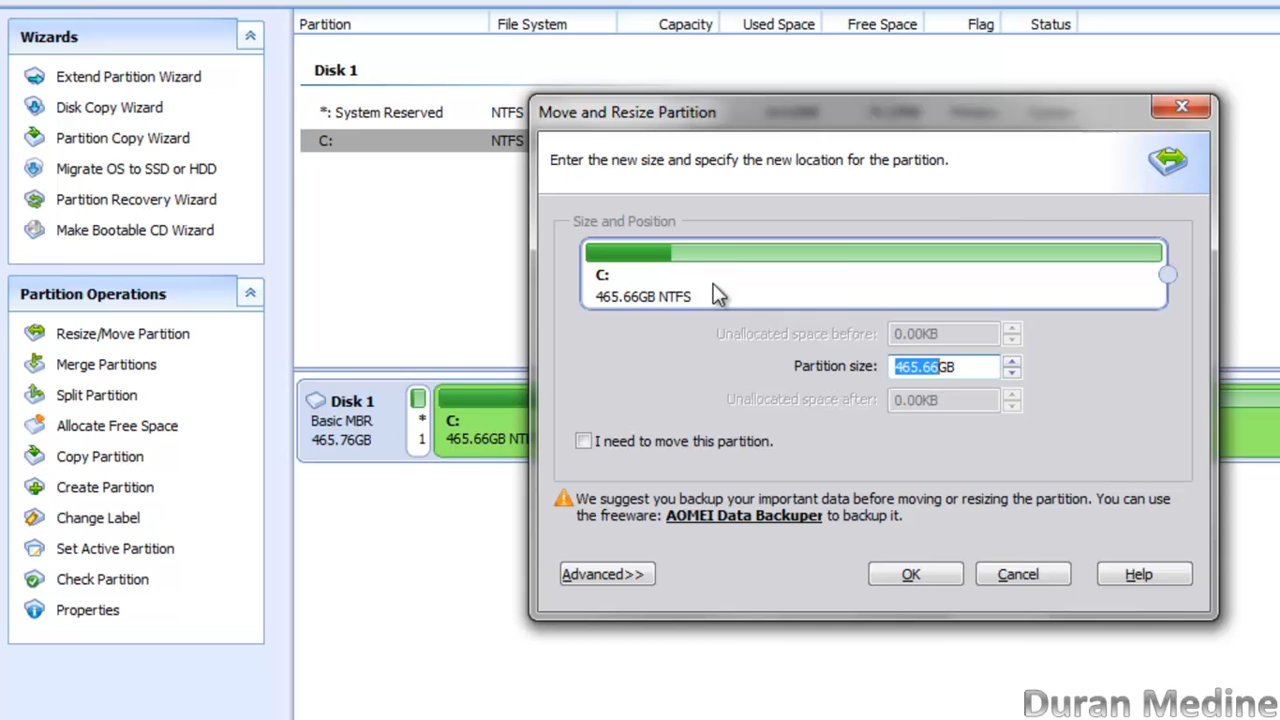 Wizards
Extend Partition Wizard
Disk Copy Wizard
Partition Copy Wizard
Migrate OS to SSD or HDD
Partition Recovery Wizard
Make Bootable CD Wizard
Partition Operations
Resize/Move Partition
Merge Partitions
Split Partition
Allocate Free Space
Copy Partition
Create Partition
Change Label
Set Active Partition
Check Partition
Properties
Partition File System Capacity Used Space Free Space Flag Status
Disk 1
*: System Reserved NTFS
C: NTFS
Move and Resize Partition
Enter the new size and specify the new location for the partition.
Size and Position
C:
465.66GB NTFS
Unallocated space before: 0.00KB
Partition size: 465.66GB
Unallocated space after: 0.00KB
I need to move this partition.
We suggest you backup your important data before moving or resizing the partition. You can use
the freeware: AOMEI Data Backuper to backup it.
Advanced>> OK Cancel Help
Disk 1
Basic MBR
465.76GB
*
1
C:
465.66GB NT
Duran Medine